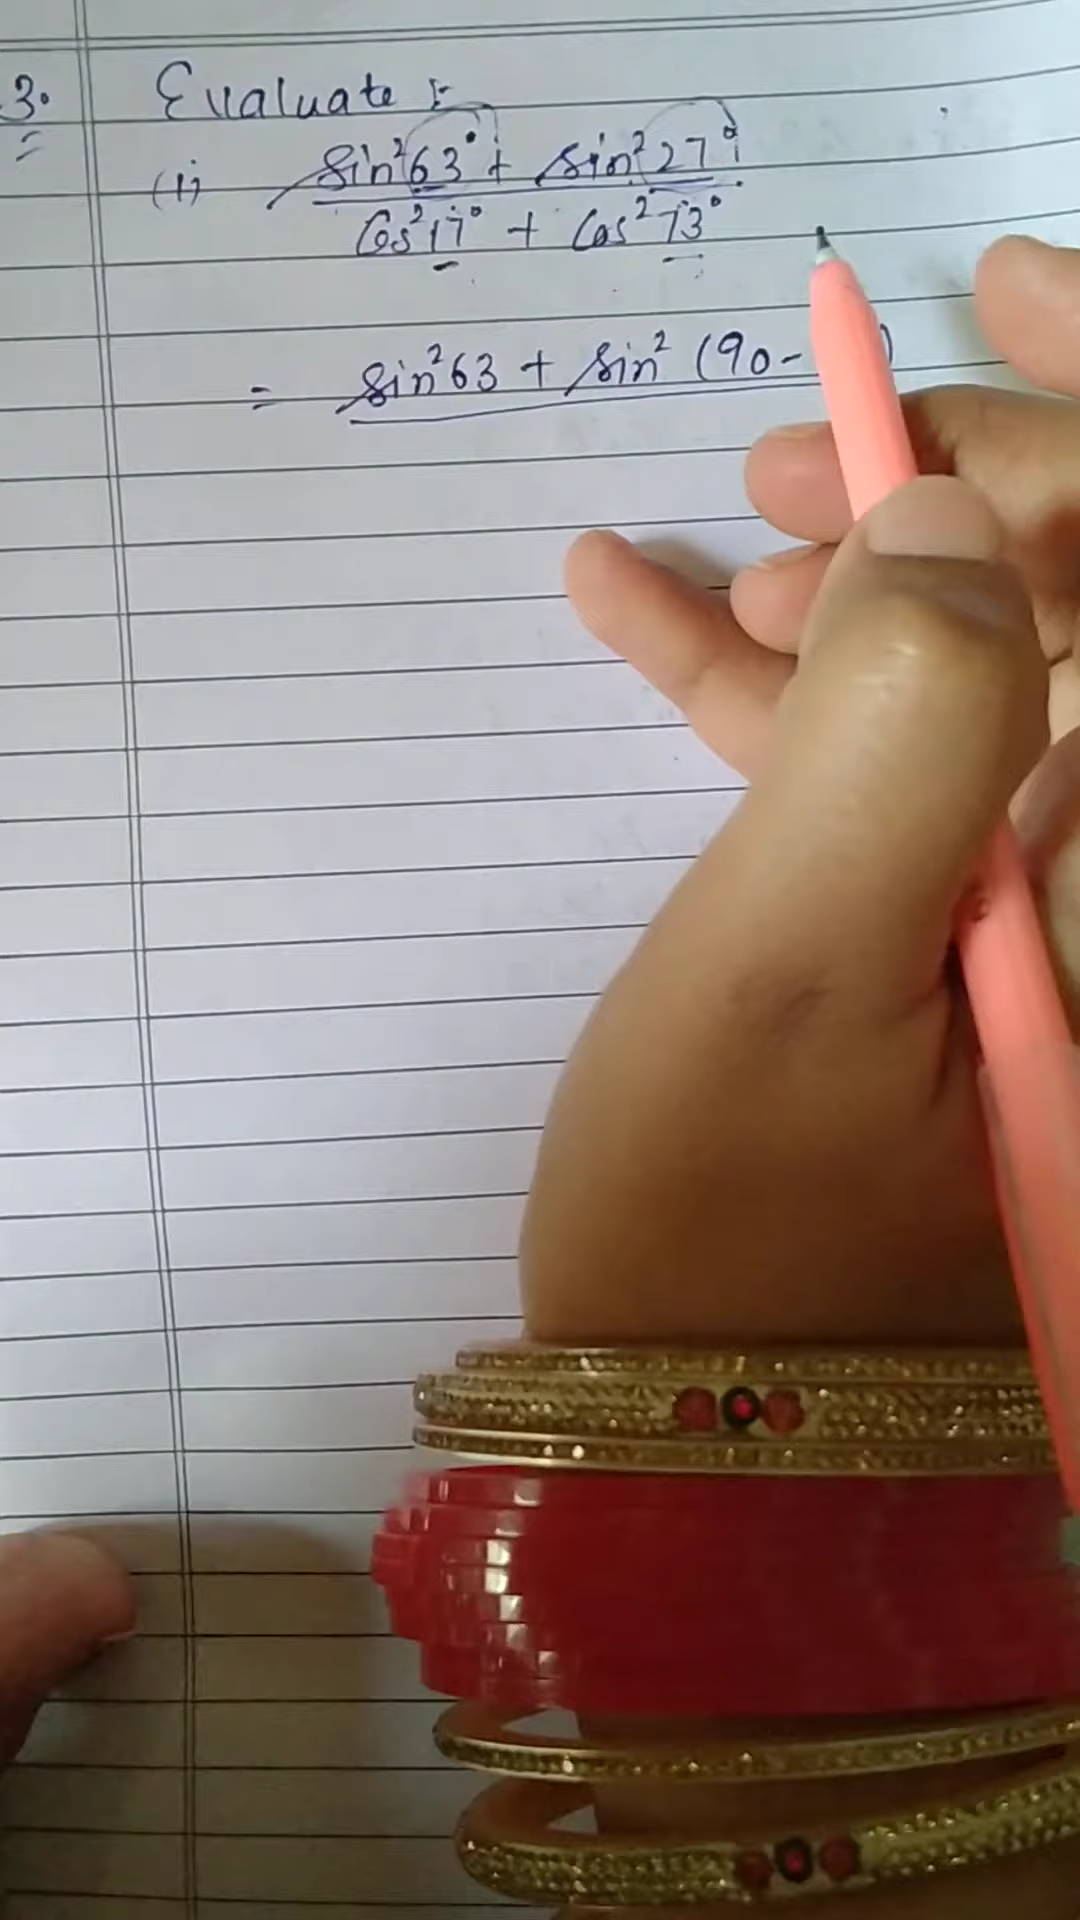 3. Evaluate :-
(i) sin²63° + sin²27°
cos²17° + cos²73°
= sin²63 + sin² (90-